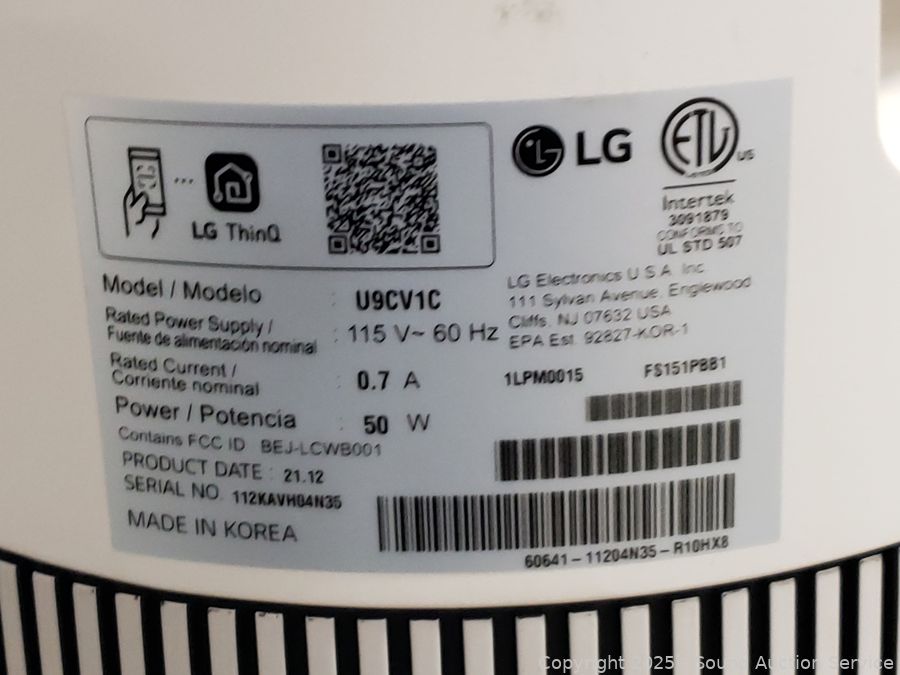 LG ThinQ
LG
ETL
US
Intertek
3091879
CONFORMS TO
UL STD 507
Model / Modelo : U9CV1C
Rated Power Supply /
Fuente de alimentación nominal : 115 V~ 60 Hz
Rated Current /
Corriente nominal : 0.7 A
Power / Potencia : 50 W
Contains FCC ID BEJ-LCWB001
PRODUCT DATE : 21.12
SERIAL NO. 112KAVH04N35
MADE IN KOREA
LG Electronics U.S.A. Inc.
111 Sylvan Avenue, Englewood
Cliffs, NJ 07632 USA
EPA Est. 92827-KOR-1
1LPM0015 FS151PBB1
60641-11204N35-R10HX8
Copyright 2025 Sound Auction Service